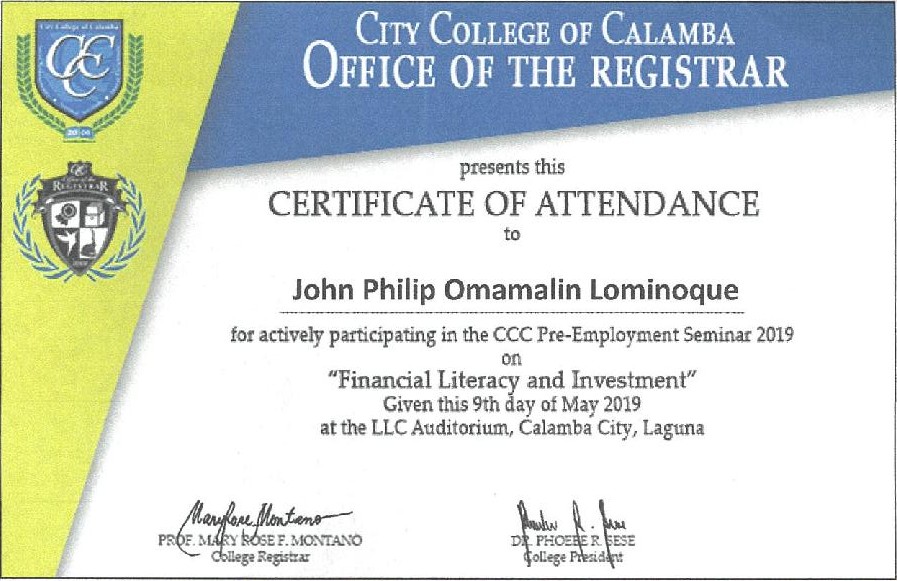 City College of Calamba
CCC
2006
CITY COLLEGE OF CALAMBA
OFFICE OF THE REGISTRAR
Office of the
REGISTRAR
presents this
CERTIFICATE OF ATTENDANCE
to
John Philip Omamalin Lominoque
for actively participating in the CCC Pre-Employment Seminar 2019
on
“Financial Literacy and Investment”
Given this 9th day of May 2019
at the LLC Auditorium, Calamba City, Laguna
PROF. MARY ROSE F. MONTANO
College Registrar
DR. PHOEBE R. SESE
College President